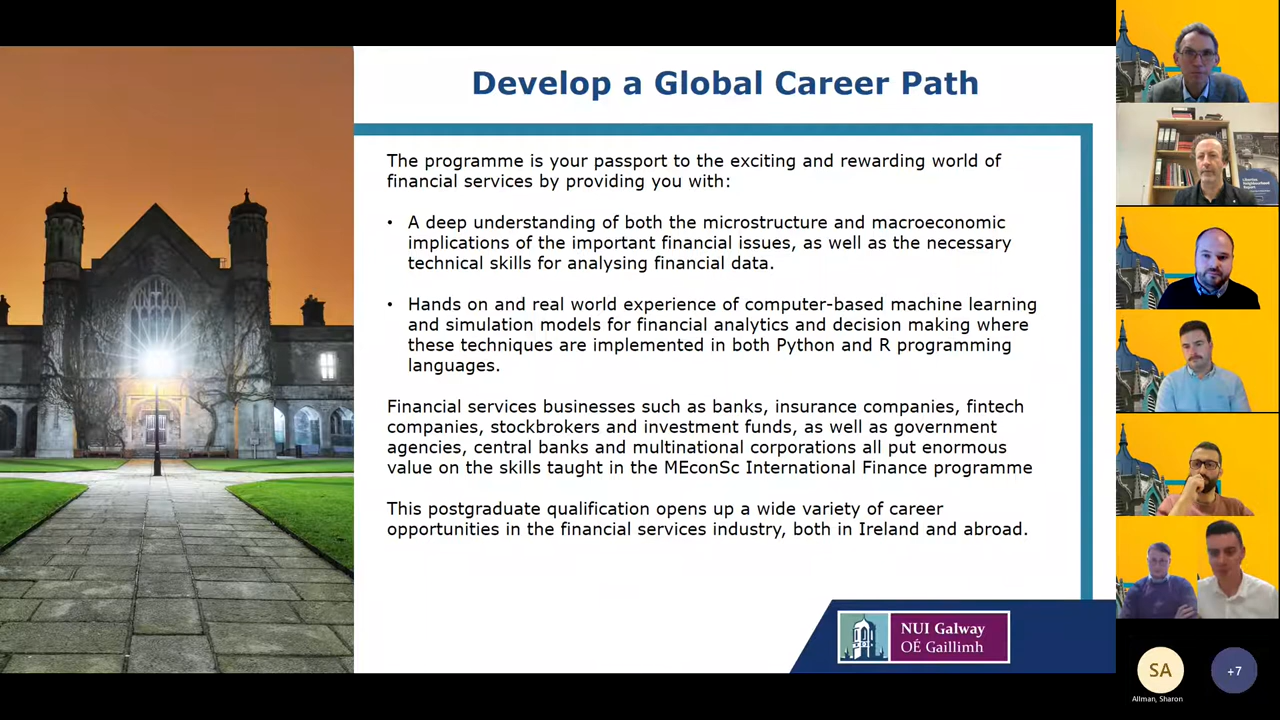 Develop a Global Career Path
The programme is your passport to the exciting and rewarding world of
financial services by providing you with:
• A deep understanding of both the microstructure and macroeconomic
implications of the important financial issues, as well as the necessary
technical skills for analysing financial data.
• Hands on and real world experience of computer-based machine learning
and simulation models for financial analytics and decision making where
these techniques are implemented in both Python and R programming
languages.
Financial services businesses such as banks, insurance companies, fintech
companies, stockbrokers and investment funds, as well as government
agencies, central banks and multinational corporations all put enormous
value on the skills taught in the MEconSc International Finance programme
This postgraduate qualification opens up a wide variety of career
opportunities in the financial services industry, both in Ireland and abroad.
NUI Galway
OÉ Gaillimh
SA
+7
Allman, Sharon